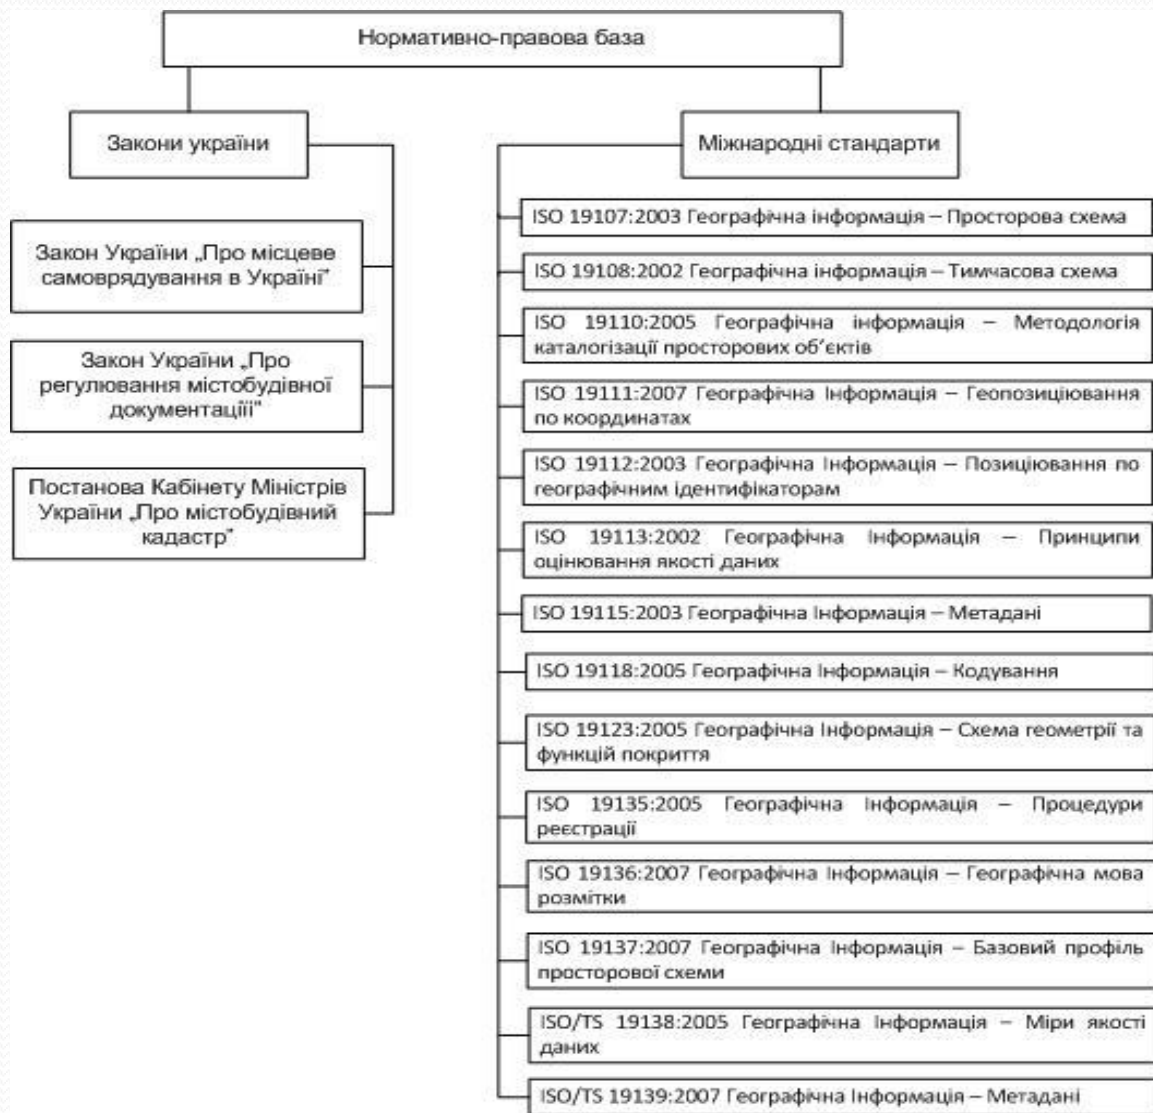 Нормативно-правова база
Закони україни
Міжнародні стандарти
Закон України „Про місцеве
самоврядування в Україні"
Закон України „Про
регулювання містобудівної
документаціїї"
Постанова Кабінету Міністрів
України „Про містобудівний
кадастр"
ISO 19107:2003 Географічна інформація – Просторова схема
ISO 19108:2002 Географічна інформація – Тимчасова схема
ISO 19110:2005 Географічна інформація – Методологія
каталогізації просторових об’єктів
ISO 19111:2007 Географічна Інформація – Геопозиціювання
по координатах
ISO 19112:2003 Географічна Інформація – Позиціювання по
географічним ідентифікаторам
ISO 19113:2002 Географічна Інформація – Принципи
оцінювання якості даних
ISO 19115:2003 Географічна Інформація – Метадані
ISO 19118:2005 Географічна Інформація – Кодування
ISO 19123:2005 Географічна Інформація – Схема геометрії та
функцій покриття
ISO 19135:2005 Географічна Інформація – Процедури
реєстрації
ISO 19136:2007 Географічна Інформація – Географічна мова
розмітки
ISO 19137:2007 Географічна Інформація – Базовий профіль
просторової схеми
ISO/TS 19138:2005 Географічна Інформація – Міри якості
даних
ISO/TS 19139:2007 Географічна Інформація – Метадані